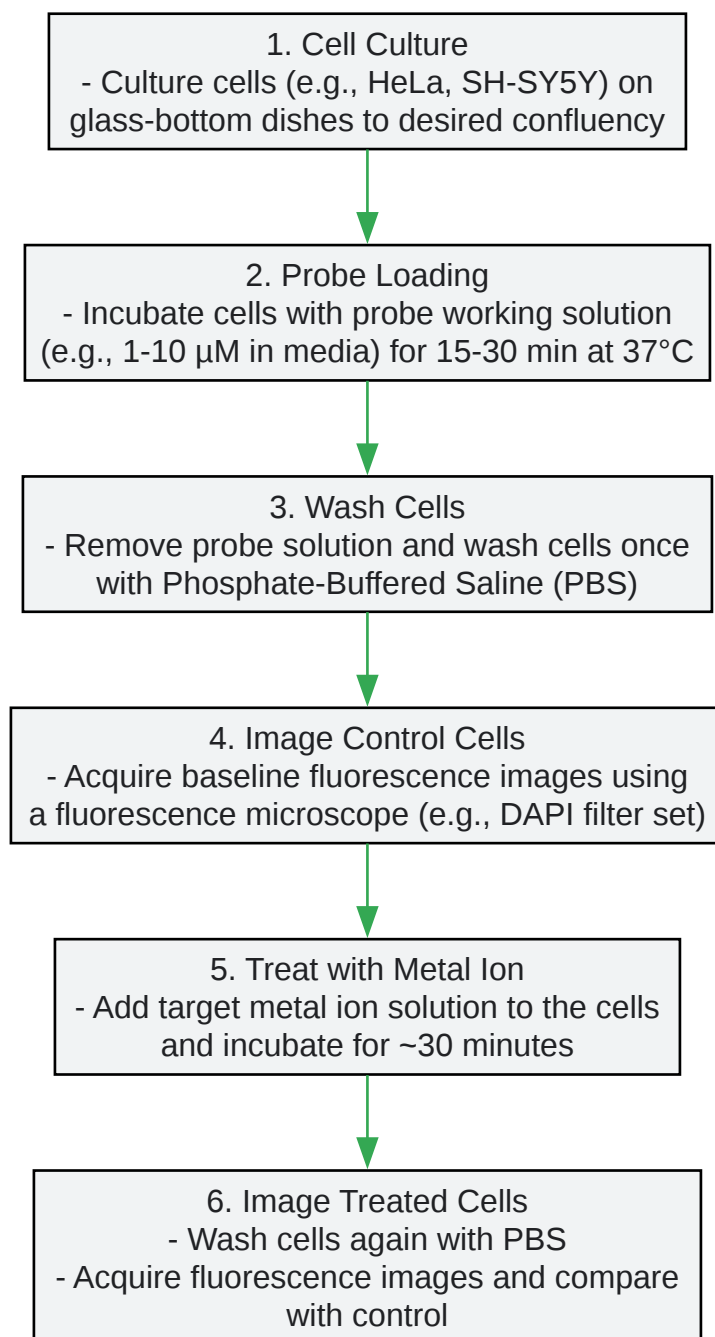 1. Cell Culture
- Culture cells (e.g., HeLa, SH-SY5Y) on
glass-bottom dishes to desired confluency
2. Probe Loading
- Incubate cells with probe working solution
(e.g., 1-10 µM in media) for 15-30 min at 37°C
3. Wash Cells
- Remove probe solution and wash cells once
with Phosphate-Buffered Saline (PBS)
4. Image Control Cells
- Acquire baseline fluorescence images using
a fluorescence microscope (e.g., DAPI filter set)
5. Treat with Metal Ion
- Add target metal ion solution to the cells
and incubate for ~30 minutes
6. Image Treated Cells
- Wash cells again with PBS
- Acquire fluorescence images and compare
with control